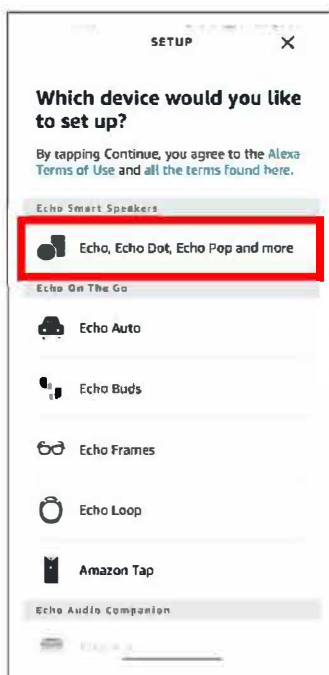 SETUP
Which device would you like
to set up?
By tapping Continue, you agree to the Alexa
Terms of Use and all the terms found here.
Echo Smart Speakers
Echo, Echo Dot, Echo Pop and more
Echo On The Go
Echo Auto
Echo Buds
Echo Frames
Echo Loop
Amazon Tap
Echo Audio Companion